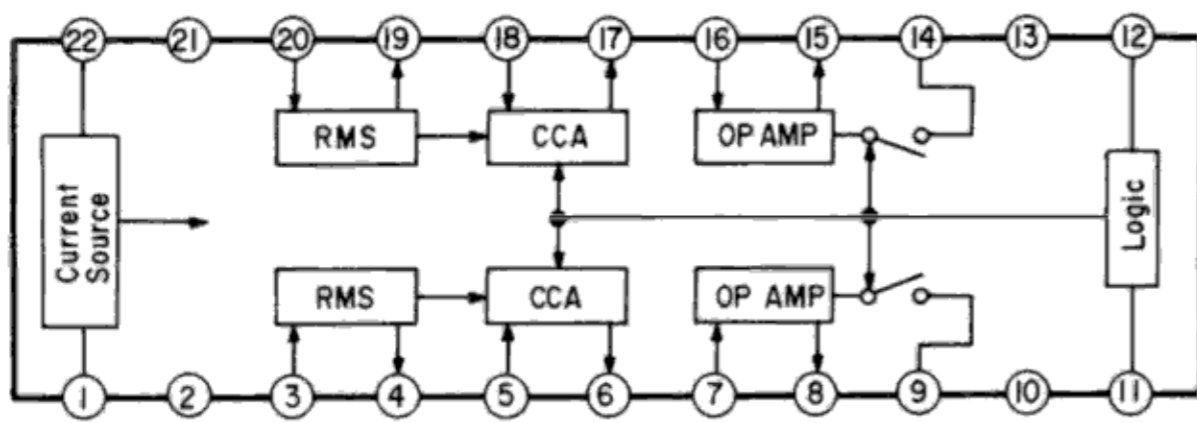 22 21 20 19 18 17 16 15 14 13 12
RMS CCA OP AMP
Current
Source
Logic
RMS CCA OP AMP
1 2 3 4 5 6 7 8 9 10 11